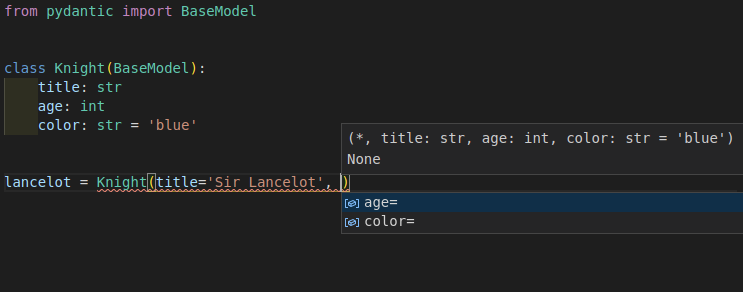 from pydantic import BaseModel
class Knight(BaseModel):
title: str
age: int
color: str = 'blue'
(*, title: str, age: int, color: str = 'blue')
None
lancelot = Knight(title='Sir Lancelot', )
age=
color=